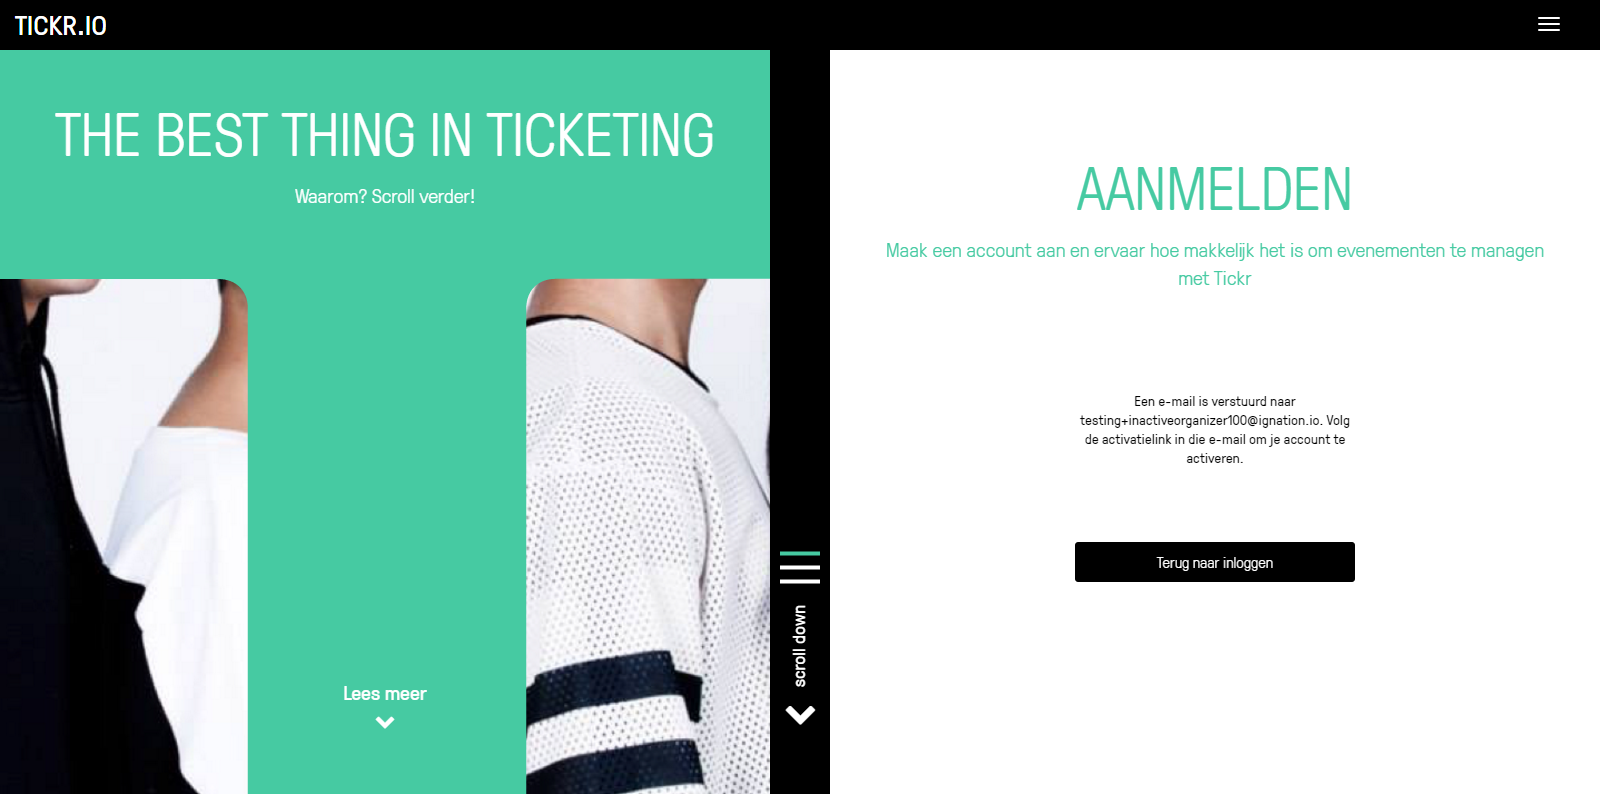 TICKR.IO
THE BEST THING IN TICKETING
Waarom? Scroll verder!
Lees meer
scroll down
AANMELDEN
Maak een account aan en ervaar hoe makkelijk het is om evenementen te managen
met Tickr
Een e-mail is verstuurd naar
testing+inactiveorganizer100@ignation.io. Volg
de activatielink in die e-mail om je account te
activeren.
Terug naar inloggen